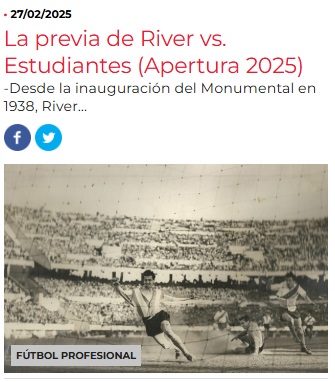 27/02/2025
La previa de River vs.
Estudiantes (Apertura 2025)
-Desde la inauguración del Monumental en
1938, River...
FÚTBOL PROFESIONAL